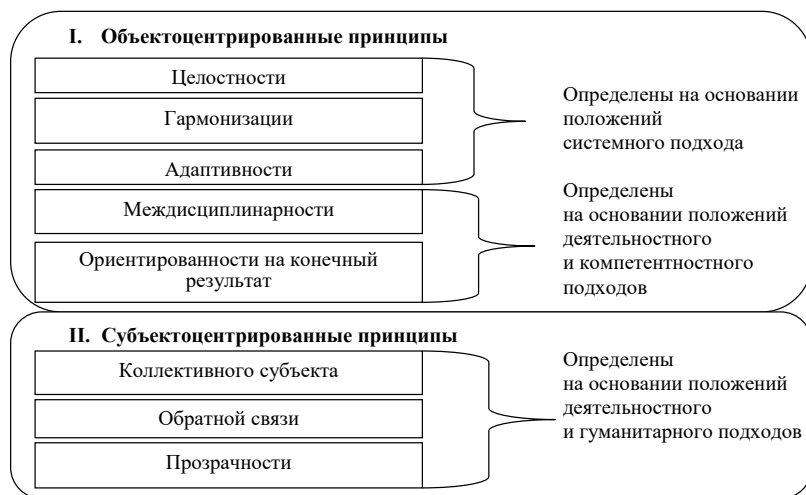 I. Объектоцентрированные принципы
Целостности
Гармонизации
Адаптивности
Определены на основании
положений
системного подхода
Междисциплинарности
Ориентированности на конечный
результат
Определены
на основании положений
деятельностного
и компетентностного
подходов
II. Субъектоцентрированные принципы
Коллективного субъекта
Обратной связи
Прозрачности
Определены
на основании положений
деятельностного
и гуманитарного подходов